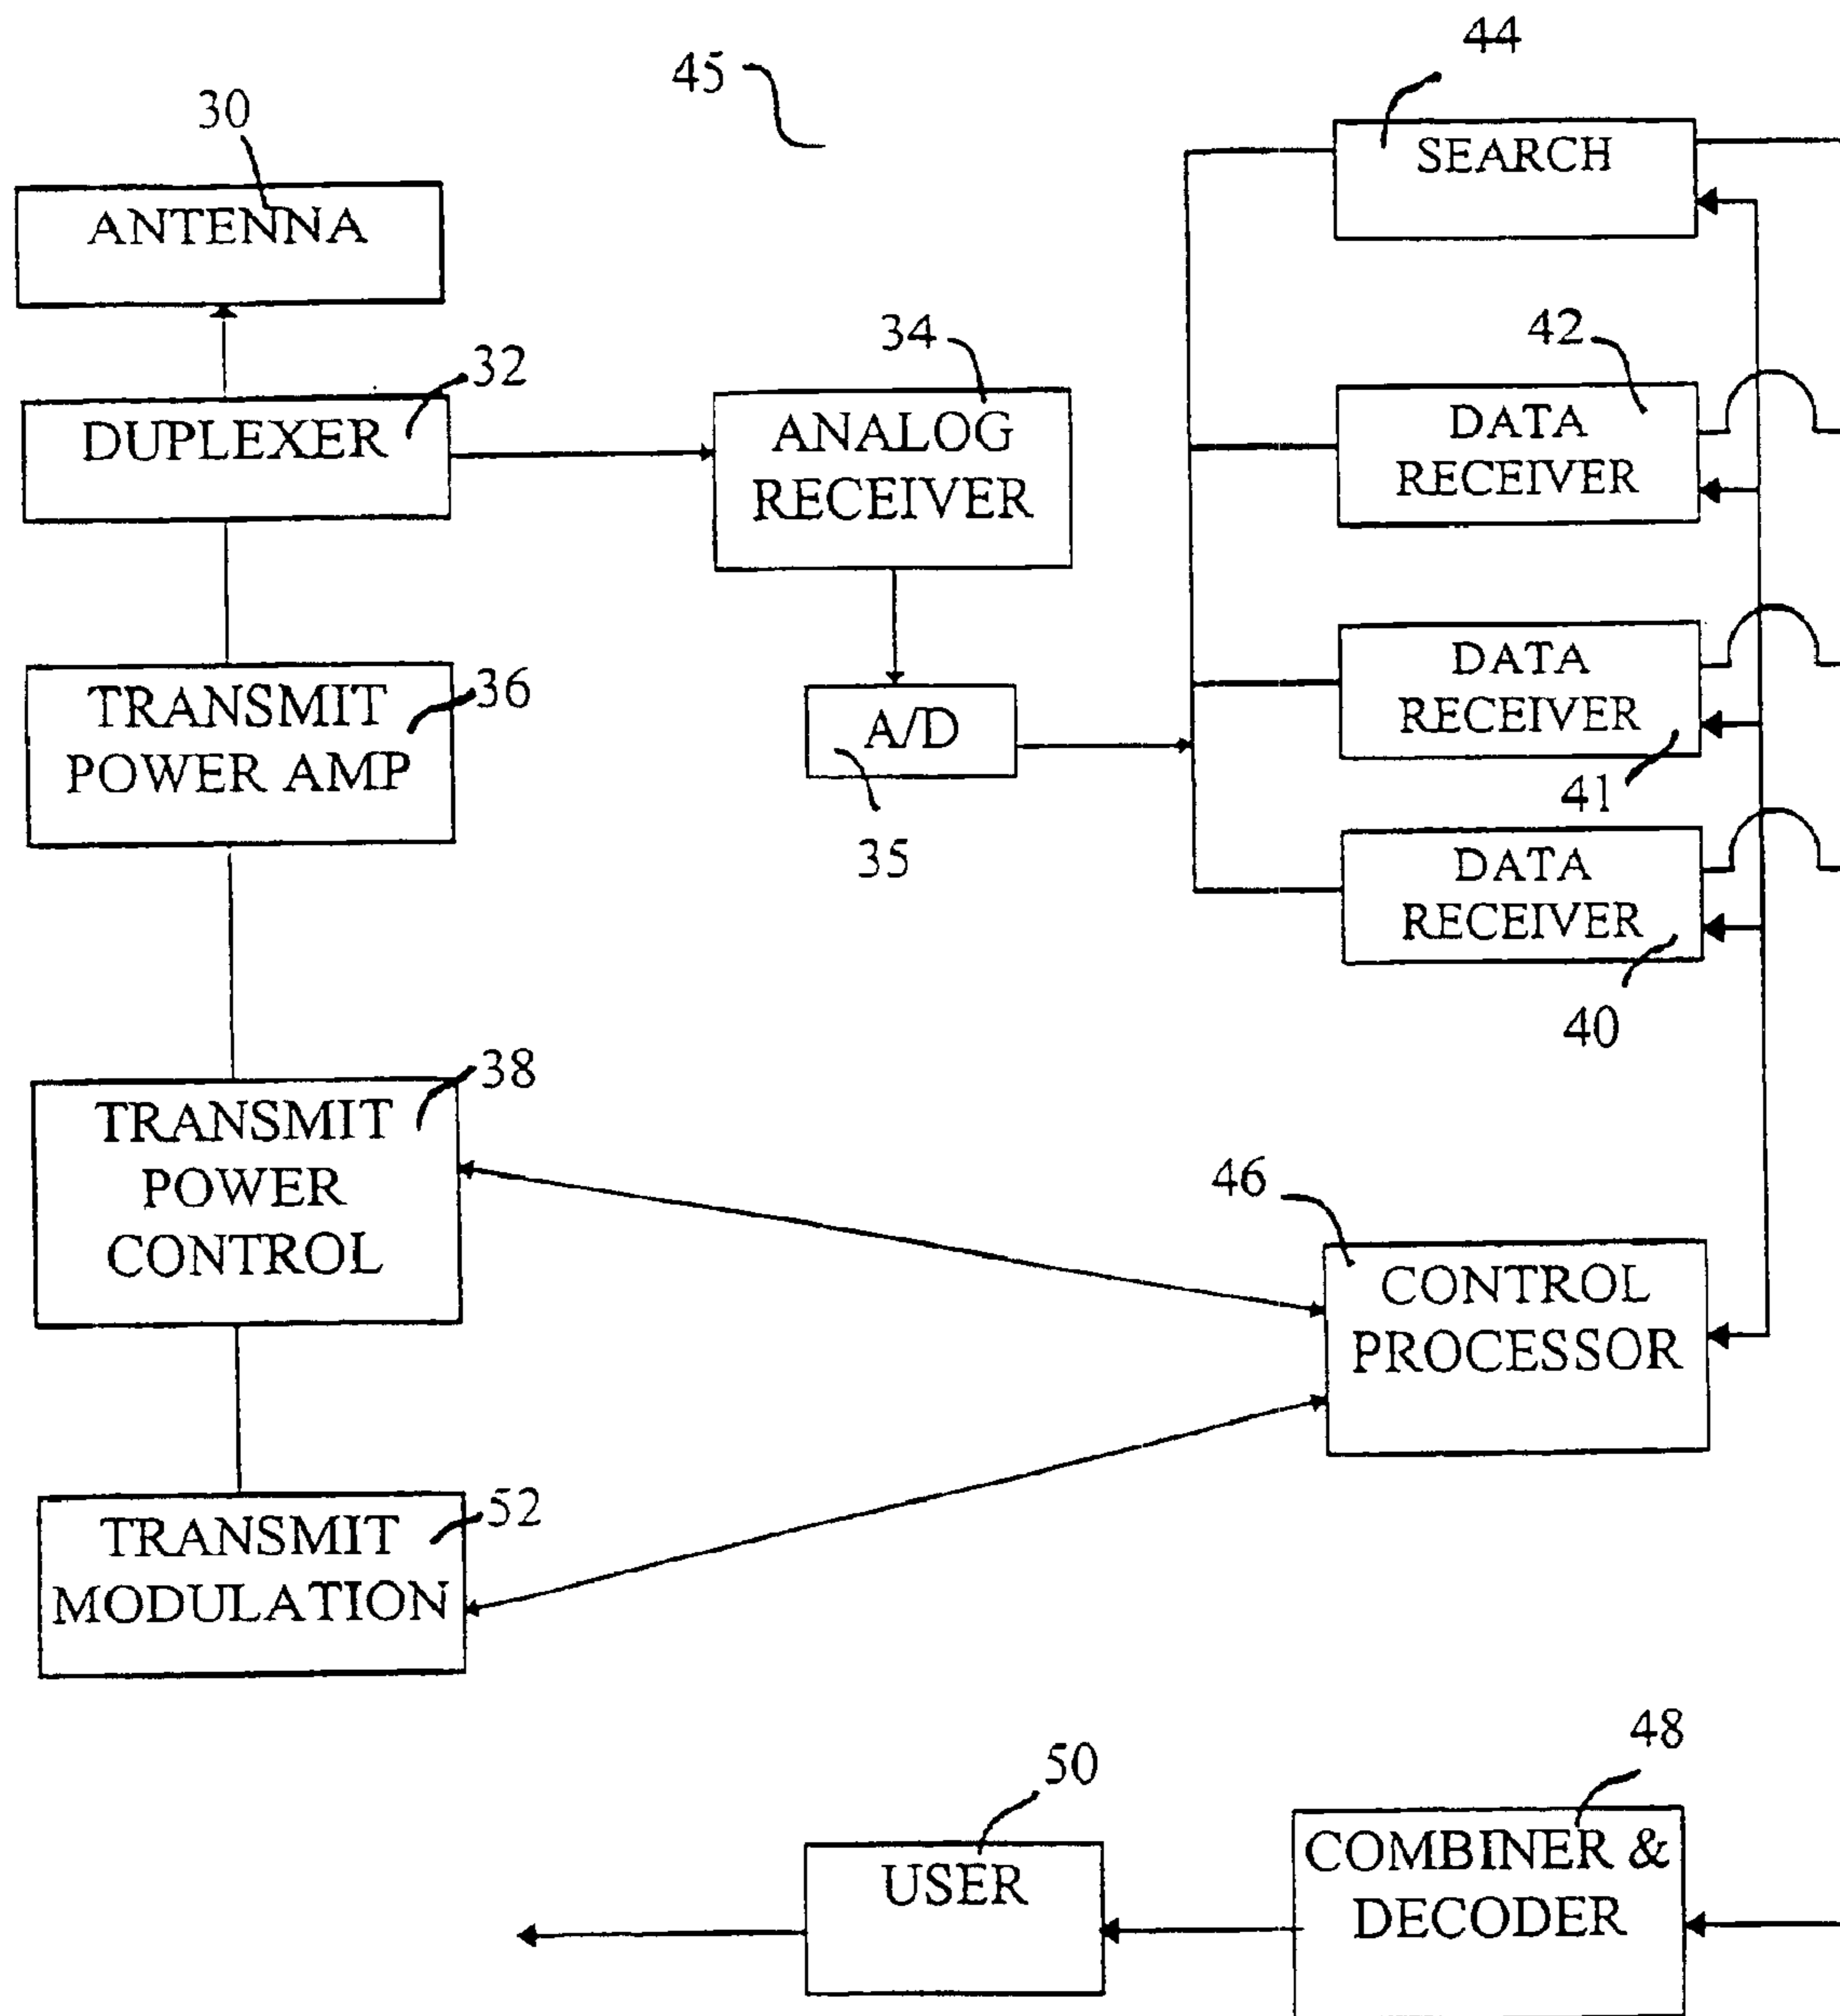 44
45
30
SEARCH
ANTENNA
34
42
32
DATA
RECEIVER
DUPLEXER
ANALOG
RECEIVER
DATA
RECEIVER
36
TRANSMIT
POWER AMP
A/D
41
35
DATA
RECEIVER
40
38
TRANSMIT
POWER
CONTROL
46
CONTROL
PROCESSOR
52
TRANSMIT
MODULATION
48
50
COMBINER &
DECODER
USER